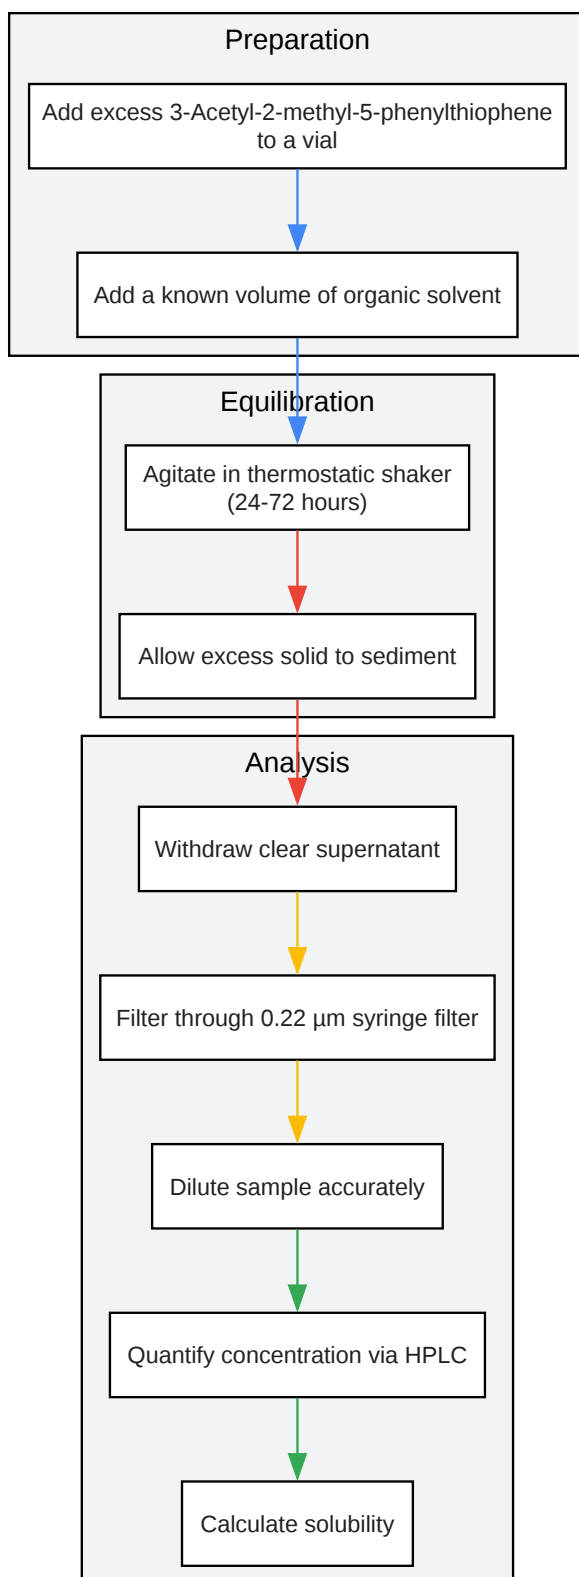 Preparation
Add excess 3-Acetyl-2-methyl-5-phenylthiophene
to a vial
Add a known volume of organic solvent
Equilibration
Agitate in thermostatic shaker
(24-72 hours)
Allow excess solid to sediment
Analysis
Withdraw clear supernatant
Filter through 0.22 µm syringe filter
Dilute sample accurately
Quantify concentration via HPLC
Calculate solubility